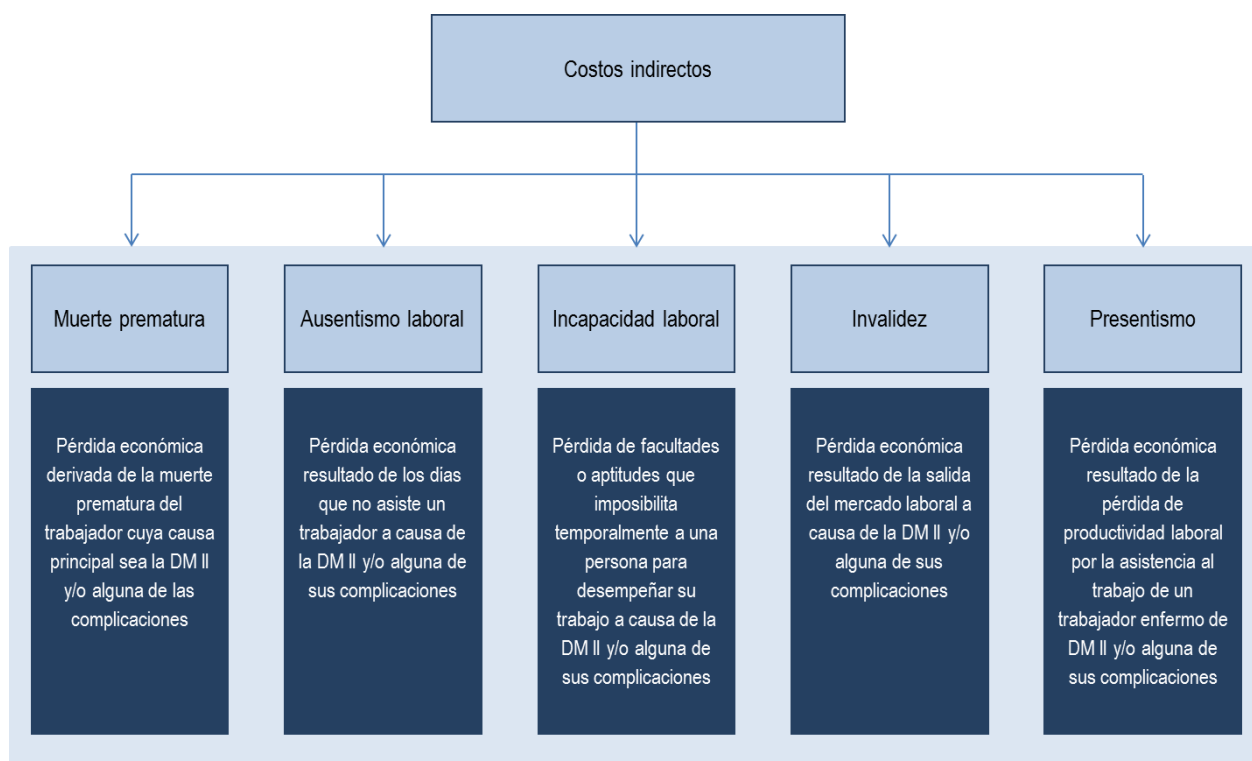 Costos indirectos
Muerte prematura
Ausentismo laboral
Incapacidad laboral
Invalidez
Presentismo
Pérdida económica
derivada de la muerte
prematura del
trabajador cuya causa
principal sea la DM II
y/o alguna de las
complicaciones
Pérdida económica
resultado de los días
que no asiste un
trabajador a causa de
la DM II y/o alguna de
sus complicaciones
Pérdida de facultades
o aptitudes que
imposibilita
temporalmente a una
persona para
desempeñar su
trabajo a causa de la
DM II y/o alguna de
sus complicaciones
Pérdida económica
resultado de la salida
del mercado laboral a
causa de la DM II y/o
alguna de sus
complicaciones
Pérdida económica
resultado de la
pérdida de
productividad laboral
por la asistencia al
trabajo de un
trabajador enfermo de
DM II y/o alguna de
sus complicaciones